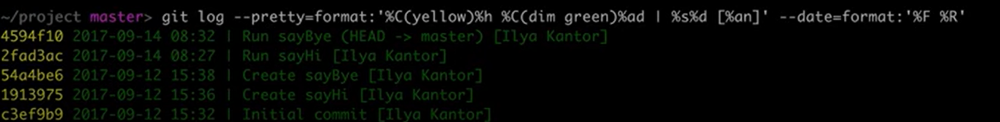 ~/project master> git log --pretty=format:'%C(yellow)%h %C(dim green)%ad | %s%d [%an]' --date=format:'%F %R'
4594f10 2017-09-14 08:32 | Run sayBye (HEAD -> master) [Ilya Kantor]
2fad3ac 2017-09-14 08:27 | Run sayHi [Ilya Kantor]
54a4be6 2017-09-12 15:38 | Create sayBye [Ilya Kantor]
1913975 2017-09-12 15:36 | Create sayHi [Ilya Kantor]
c3ef9b9 2017-09-12 15:32 | Initial commit [Ilya Kantor]